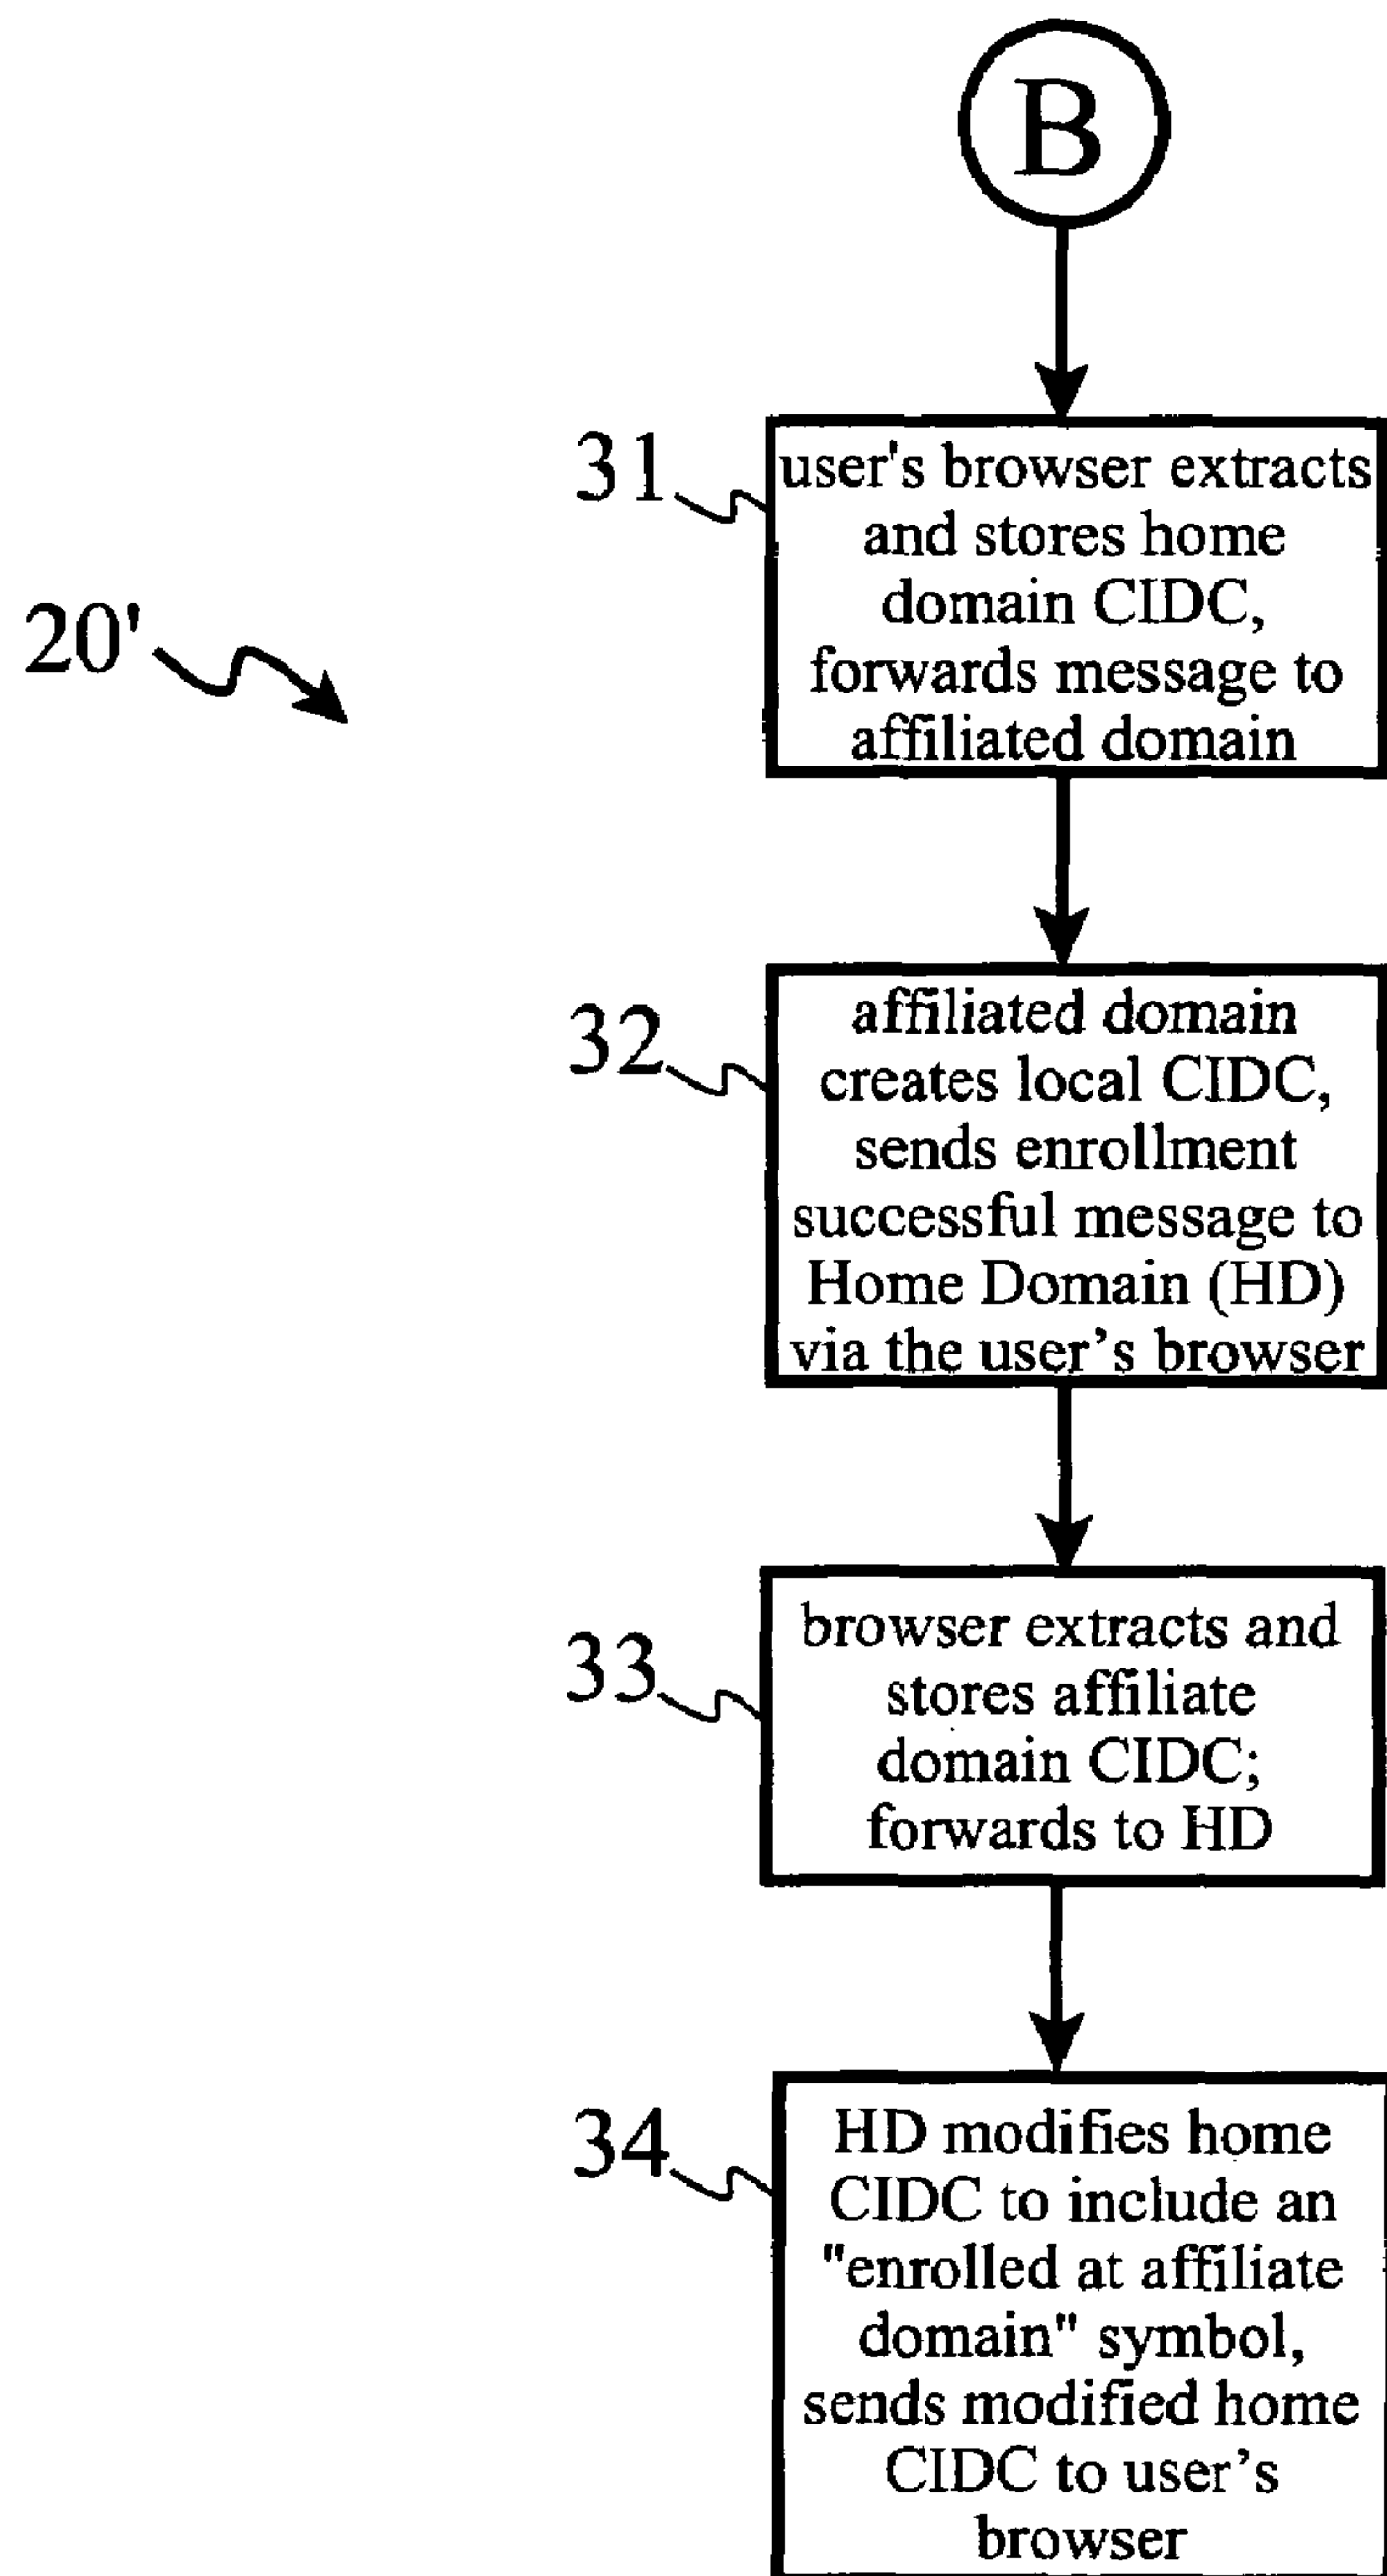 B
31
user's browser extracts
and stores home
domain CIDC,
forwards message to
affiliated domain
20'
32
affiliated domain
creates local CIDC,
sends enrollment
successful message to
Home Domain (HD)
via the user’s browser
33
browser extracts and
stores affiliate
domain CIDC;
forwards to HD
34
HD modifies home
CIDC to include an
"enrolled at affiliate
domain" symbol,
sends modified home
CIDC to user’s
browser